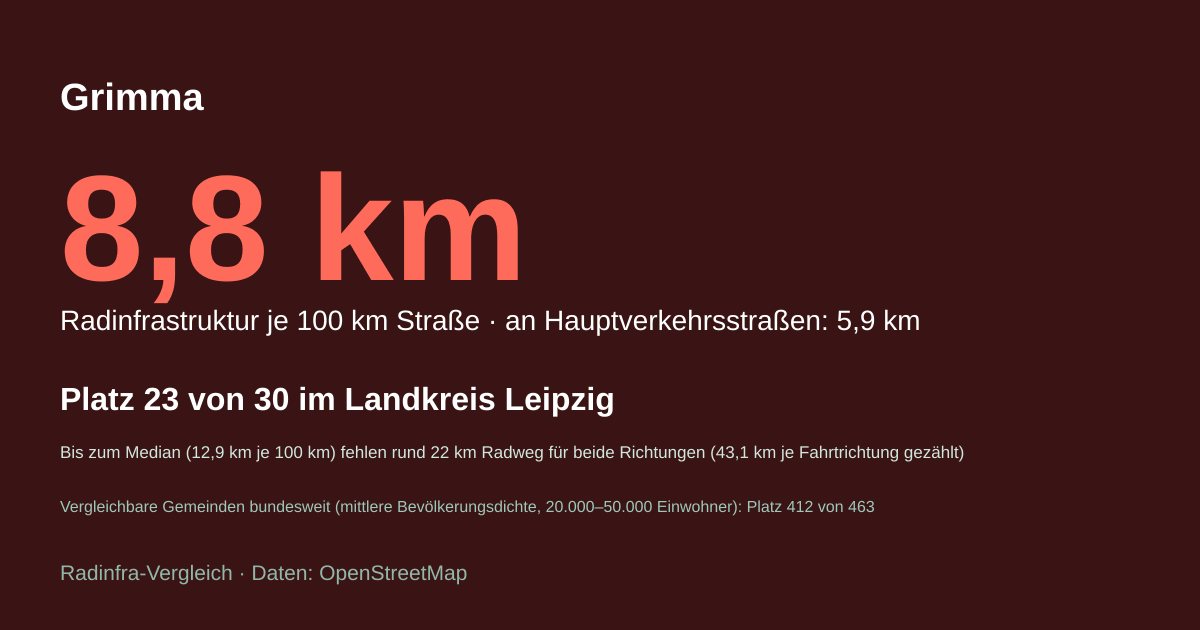 Grimma
8,8 km
Radinfrastruktur je 100 km Straße · an Hauptverkehrsstraßen: 5,9 km
Platz 23 von 30 im Landkreis Leipzig
Bis zum Median (12,9 km je 100 km) fehlen rund 22 km Radweg für beide Richtungen (43,1 km je Fahrtrichtung gezählt)
Vergleichbare Gemeinden bundesweit (mittlere Bevölkerungsdichte, 20.000–50.000 Einwohner): Platz 412 von 463
Radinfra-Vergleich · Daten: OpenStreetMap